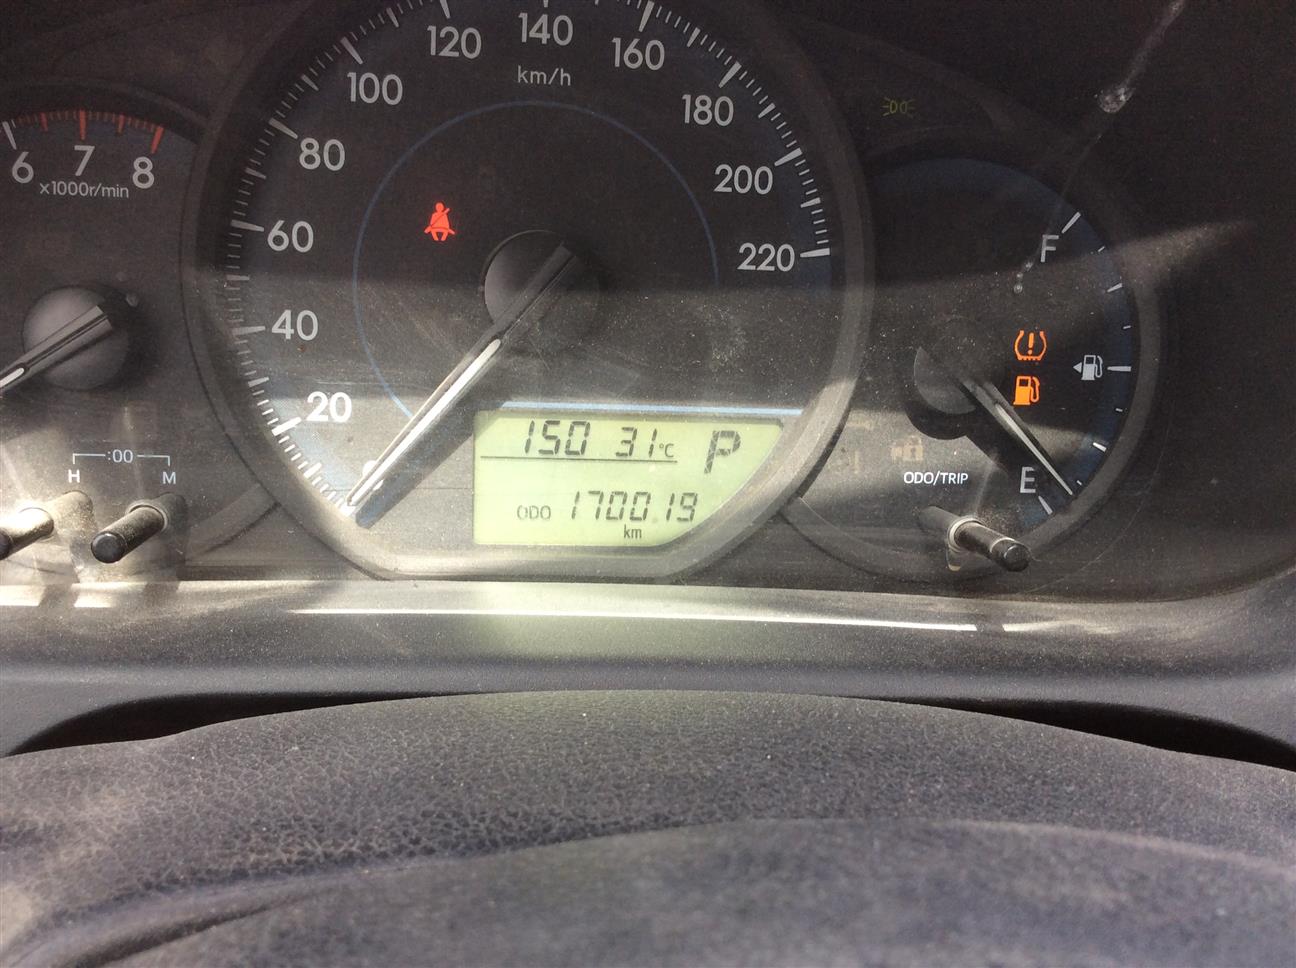 120 140 160
km/h
100 180
6 7 8
x1000r/min
80 200
60 220
F
40
20
150 31°C P
H :00 M
ODO/TRIP
E
ODO 170019
km